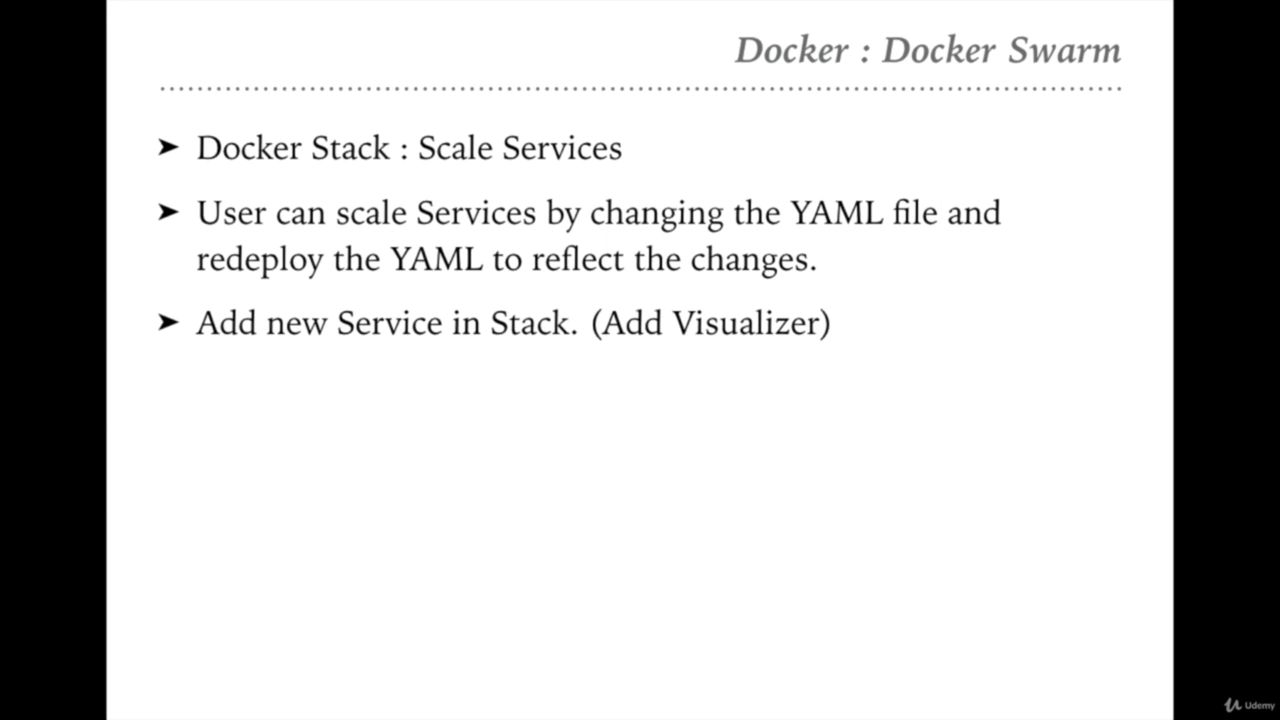 Docker : Docker Swarm
➤ Docker Stack : Scale Services
➤ User can scale Services by changing the YAML file and
redeploy the YAML to reflect the changes.
➤ Add new Service in Stack. (Add Visualizer)
Udemy